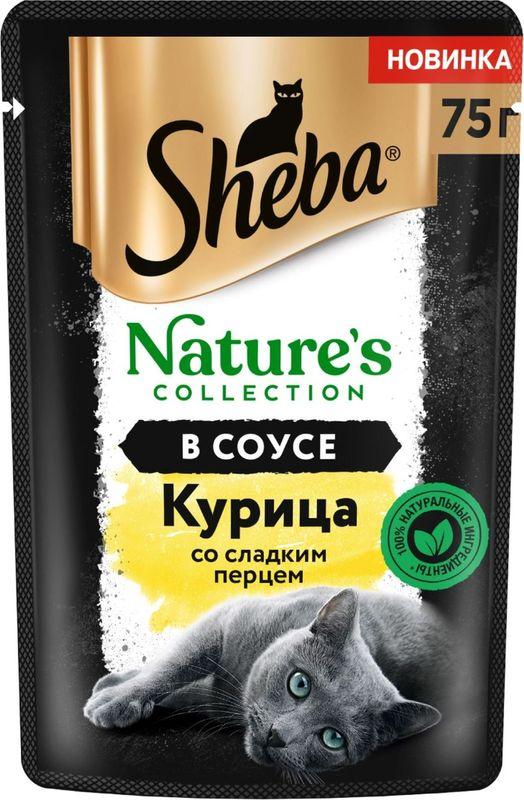 НОВИНКА
75 г
Sheba®
Nature's
COLLECTION
В СОУСЕ
Курица
со сладким
перцем
100% НАТУРАЛЬНЫЕ ИНГРЕДИЕНТЫ*